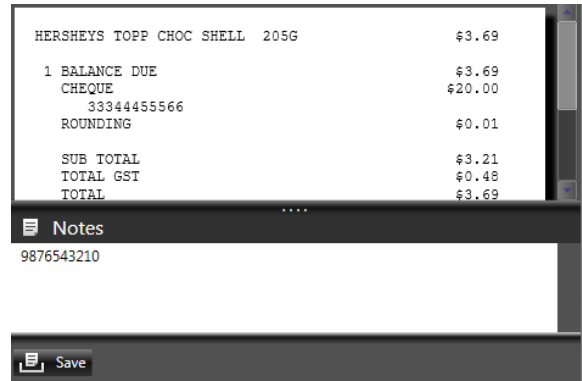 HERSHEYS TOPP CHOC SHELL 205G $3.69
1 BALANCE DUE $3.69
CHEQUE $20.00
33344455566
ROUNDING $0.01
SUB TOTAL $3.21
TOTAL GST $0.48
TOTAL $3.69
Notes
9876543210
Save